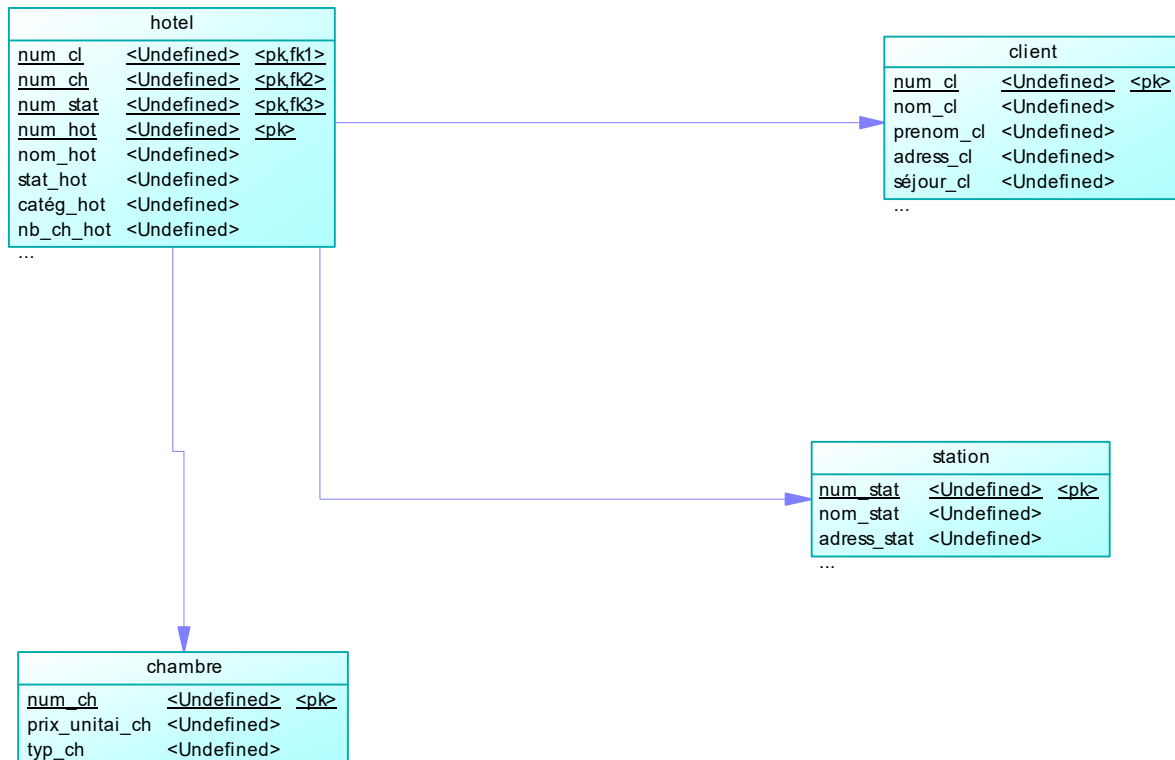 hotel
num_cl <Undefined> <pk,fk1>
num_ch <Undefined> <pk,fk2>
num_stat <Undefined> <pk,fk3>
num_hot <Undefined> <pk>
nom_hot <Undefined>
stat_hot <Undefined>
catég_hot <Undefined>
nb_ch_hot <Undefined>
...
client
num_cl <Undefined> <pk>
nom_cl <Undefined>
prenom_cl <Undefined>
adress_cl <Undefined>
séjour_cl <Undefined>
...
station
num_stat <Undefined> <pk>
nom_stat <Undefined>
adress_stat <Undefined>
...
chambre
num_ch <Undefined> <pk>
prix_unitai_ch <Undefined>
typ_ch <Undefined>